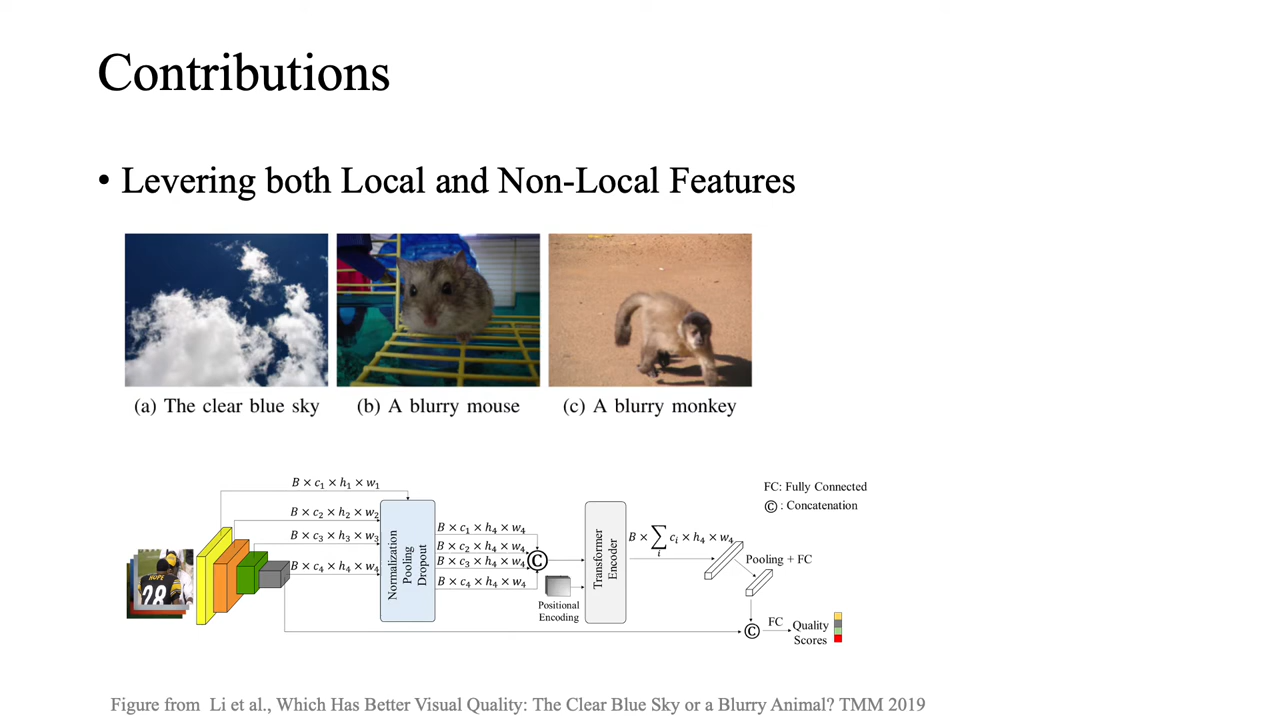 Contributions
• Levering both Local and Non-Local Features
(a) The clear blue sky
(b) A blurry mouse
(c) A blurry monkey
B × c₁ × h₁ × w₁
B × c₂ × h₂ × w₂
B × c₃ × h₃ × w₃
B × c₄ × h₄ × w₄
HOPE
28
Normalization
Pooling
Dropout
B × c₁ × h₄ × w₄
B × c₂ × h₄ × w₄
B × c₃ × h₄ × w₄
B × c₄ × h₄ × w₄
©
Positional
Encoding
Transformer
Encoder
B × ∑ᵢ cᵢ × h₄ × w₄
FC: Fully Connected
© : Concatenation
Pooling + FC
©
FC
Quality
Scores
Figure from Li et al., Which Has Better Visual Quality: The Clear Blue Sky or a Blurry Animal? TMM 2019